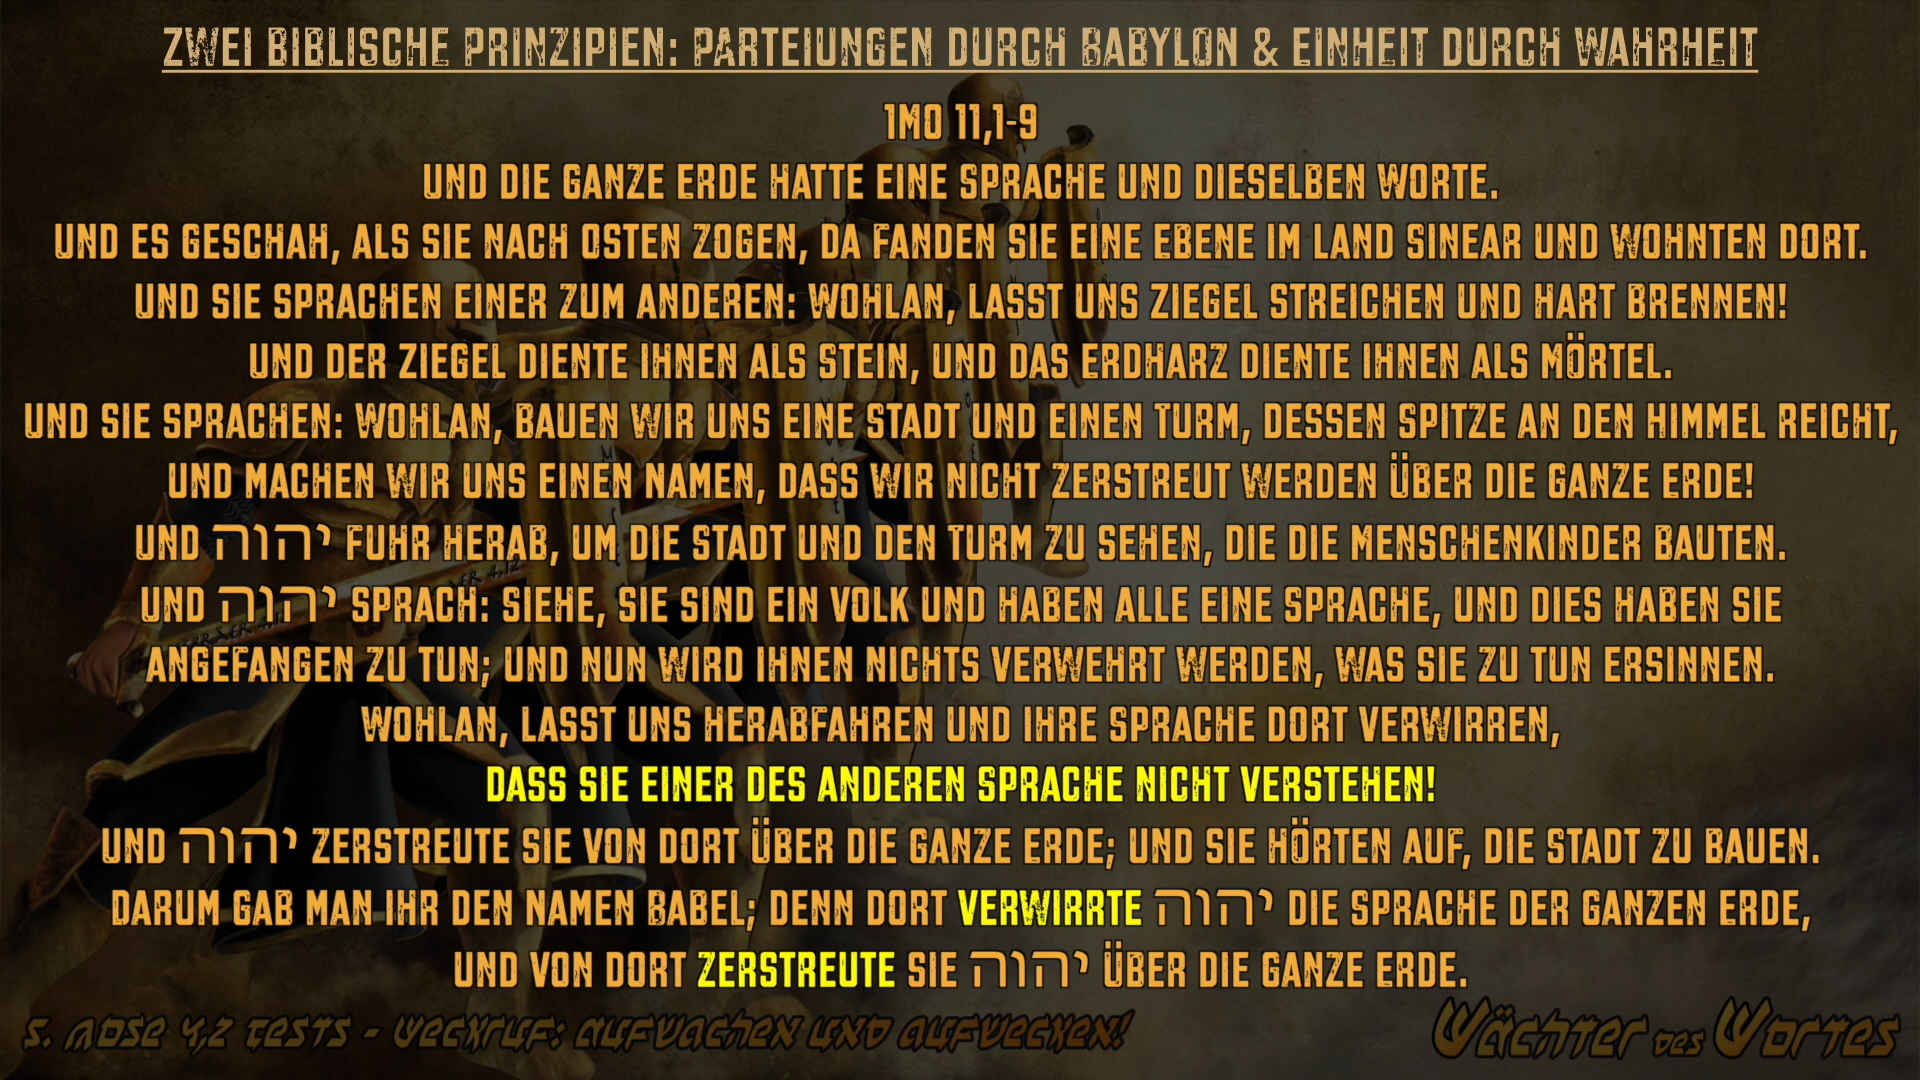 ZWEI BIBLISCHE PRINZIPIEN: PARTEIUNGEN DURCH BABYLON & EINHEIT DURCH WAHRHEIT
1MO 11,1-9
UND DIE GANZE ERDE HATTE EINE SPRACHE UND DIESELBEN WORTE.
UND ES GESCHAH, ALS SIE NACH OSTEN ZOGEN, DA FANDEN SIE EINE EBENE IM LAND SINEAR UND WOHNTEN DORT.
UND SIE SPRACHEN EINER ZUM ANDEREN: WOHLAN, LASST UNS ZIEGEL STREICHEN UND HART BRENNEN!
UND DER ZIEGEL DIENTE IHNEN ALS STEIN, UND DAS ERDHARZ DIENTE IHNEN ALS MÖRTEL.
UND SIE SPRACHEN: WOHLAN, BAUEN WIR UNS EINE STADT UND EINEN TURM, DESSEN SPITZE AN DEN HIMMEL REICHT,
UND MACHEN WIR UNS EINEN NAMEN, DASS WIR NICHT ZERSTREUT WERDEN ÜBER DIE GANZE ERDE!
UND יהוה FUHR HERAB, UM DIE STADT UND DEN TURM ZU SEHEN, DIE DIE MENSCHENKINDER BAUTEN.
UND יהוה SPRACH: SIEHE, SIE SIND EIN VOLK UND HABEN ALLE EINE SPRACHE, UND DIES HABEN SIE
ANGEFANGEN ZU TUN; UND NUN WIRD IHNEN NICHTS VERWEHRT WERDEN, WAS SIE ZU TUN ERSINNEN.
WOHLAN, LASST UNS HERABFAHREN UND IHRE SPRACHE DORT VERWIRREN,
DASS SIE EINER DES ANDEREN SPRACHE NICHT VERSTEHEN!
UND יהוה ZERSTREUTE SIE VON DORT ÜBER DIE GANZE ERDE; UND SIE HÖRTEN AUF, DIE STADT ZU BAUEN.
DARUM GAB MAN IHR DEN NAMEN BABEL; DENN DORT VERWIRRTE יהוה DIE SPRACHE DER GANZEN ERDE,
UND VON DORT ZERSTREUTE SIE יהוה ÜBER DIE GANZE ERDE.
5. MOSE 4,2 TESTS - WECKRUF: AUFWACHEN UND AUFWECKEN!
WÄCHTER DES WORTES